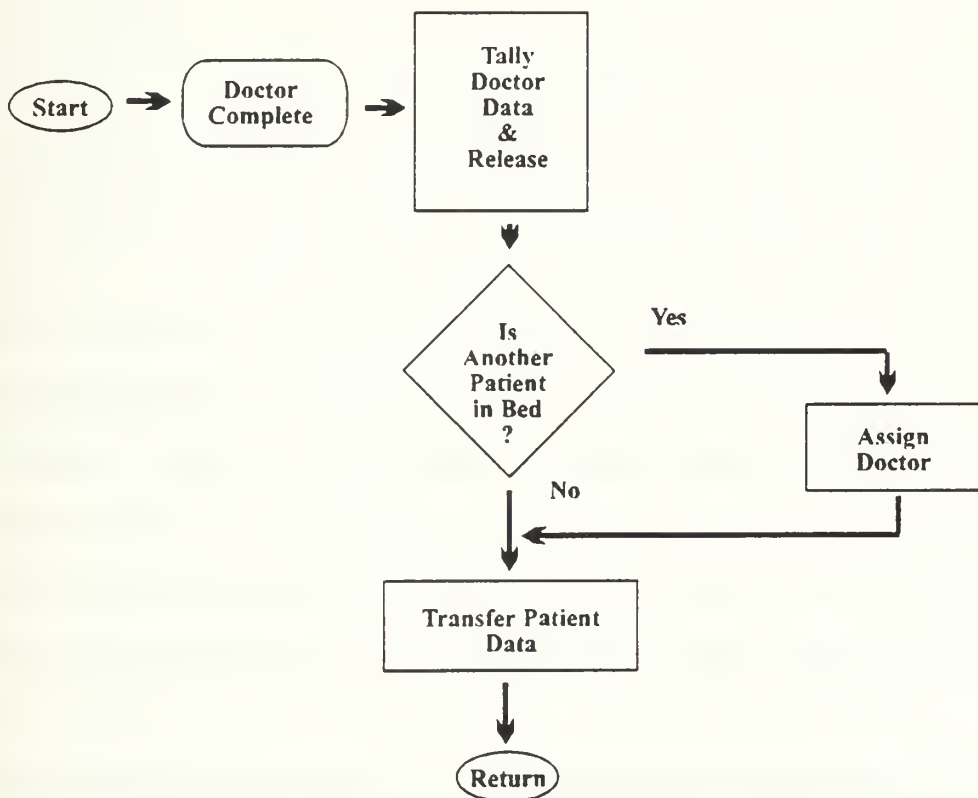 Start
Doctor
Complete
Tally
Doctor
Data
&
Release
Is
Another
Patient
in Bed
?
Yes
Assign
Doctor
No
Transfer Patient
Data
Return